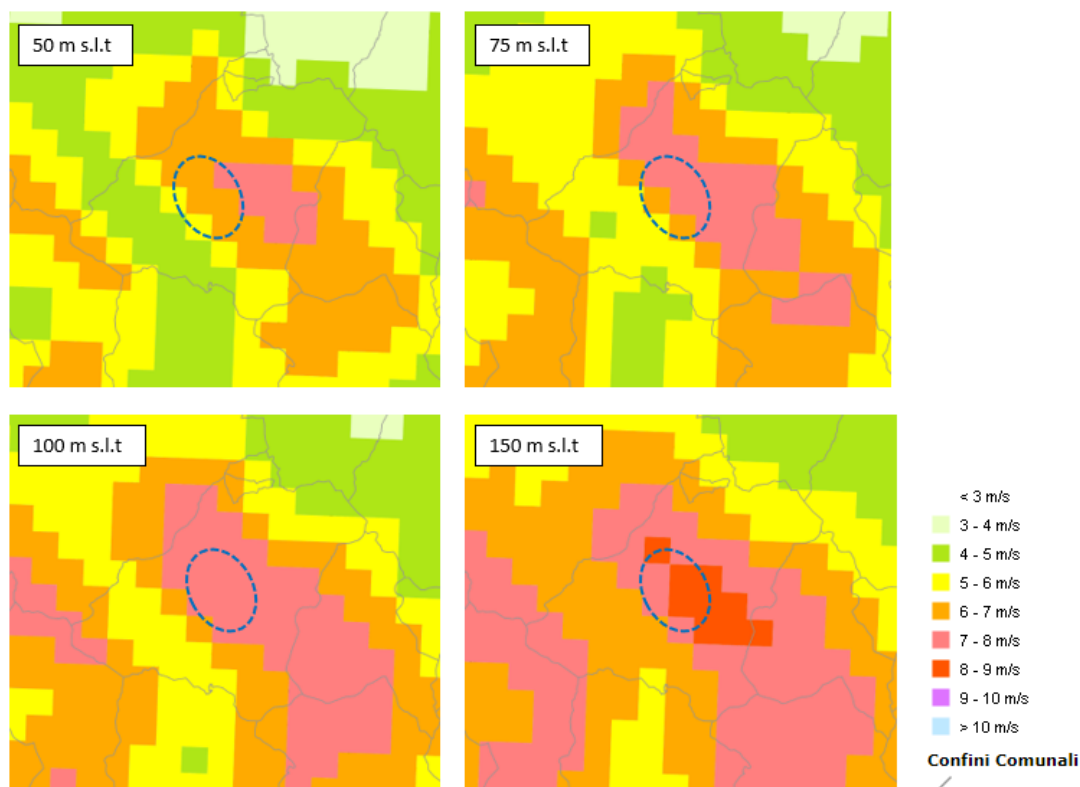 50 m s.l.t
75 m s.l.t
100 m s.l.t
150 m s.l.t
< 3 m/s
3 - 4 m/s
4 - 5 m/s
5 - 6 m/s
6 - 7 m/s
7 - 8 m/s
8 - 9 m/s
9 - 10 m/s
> 10 m/s
Confini Comunali